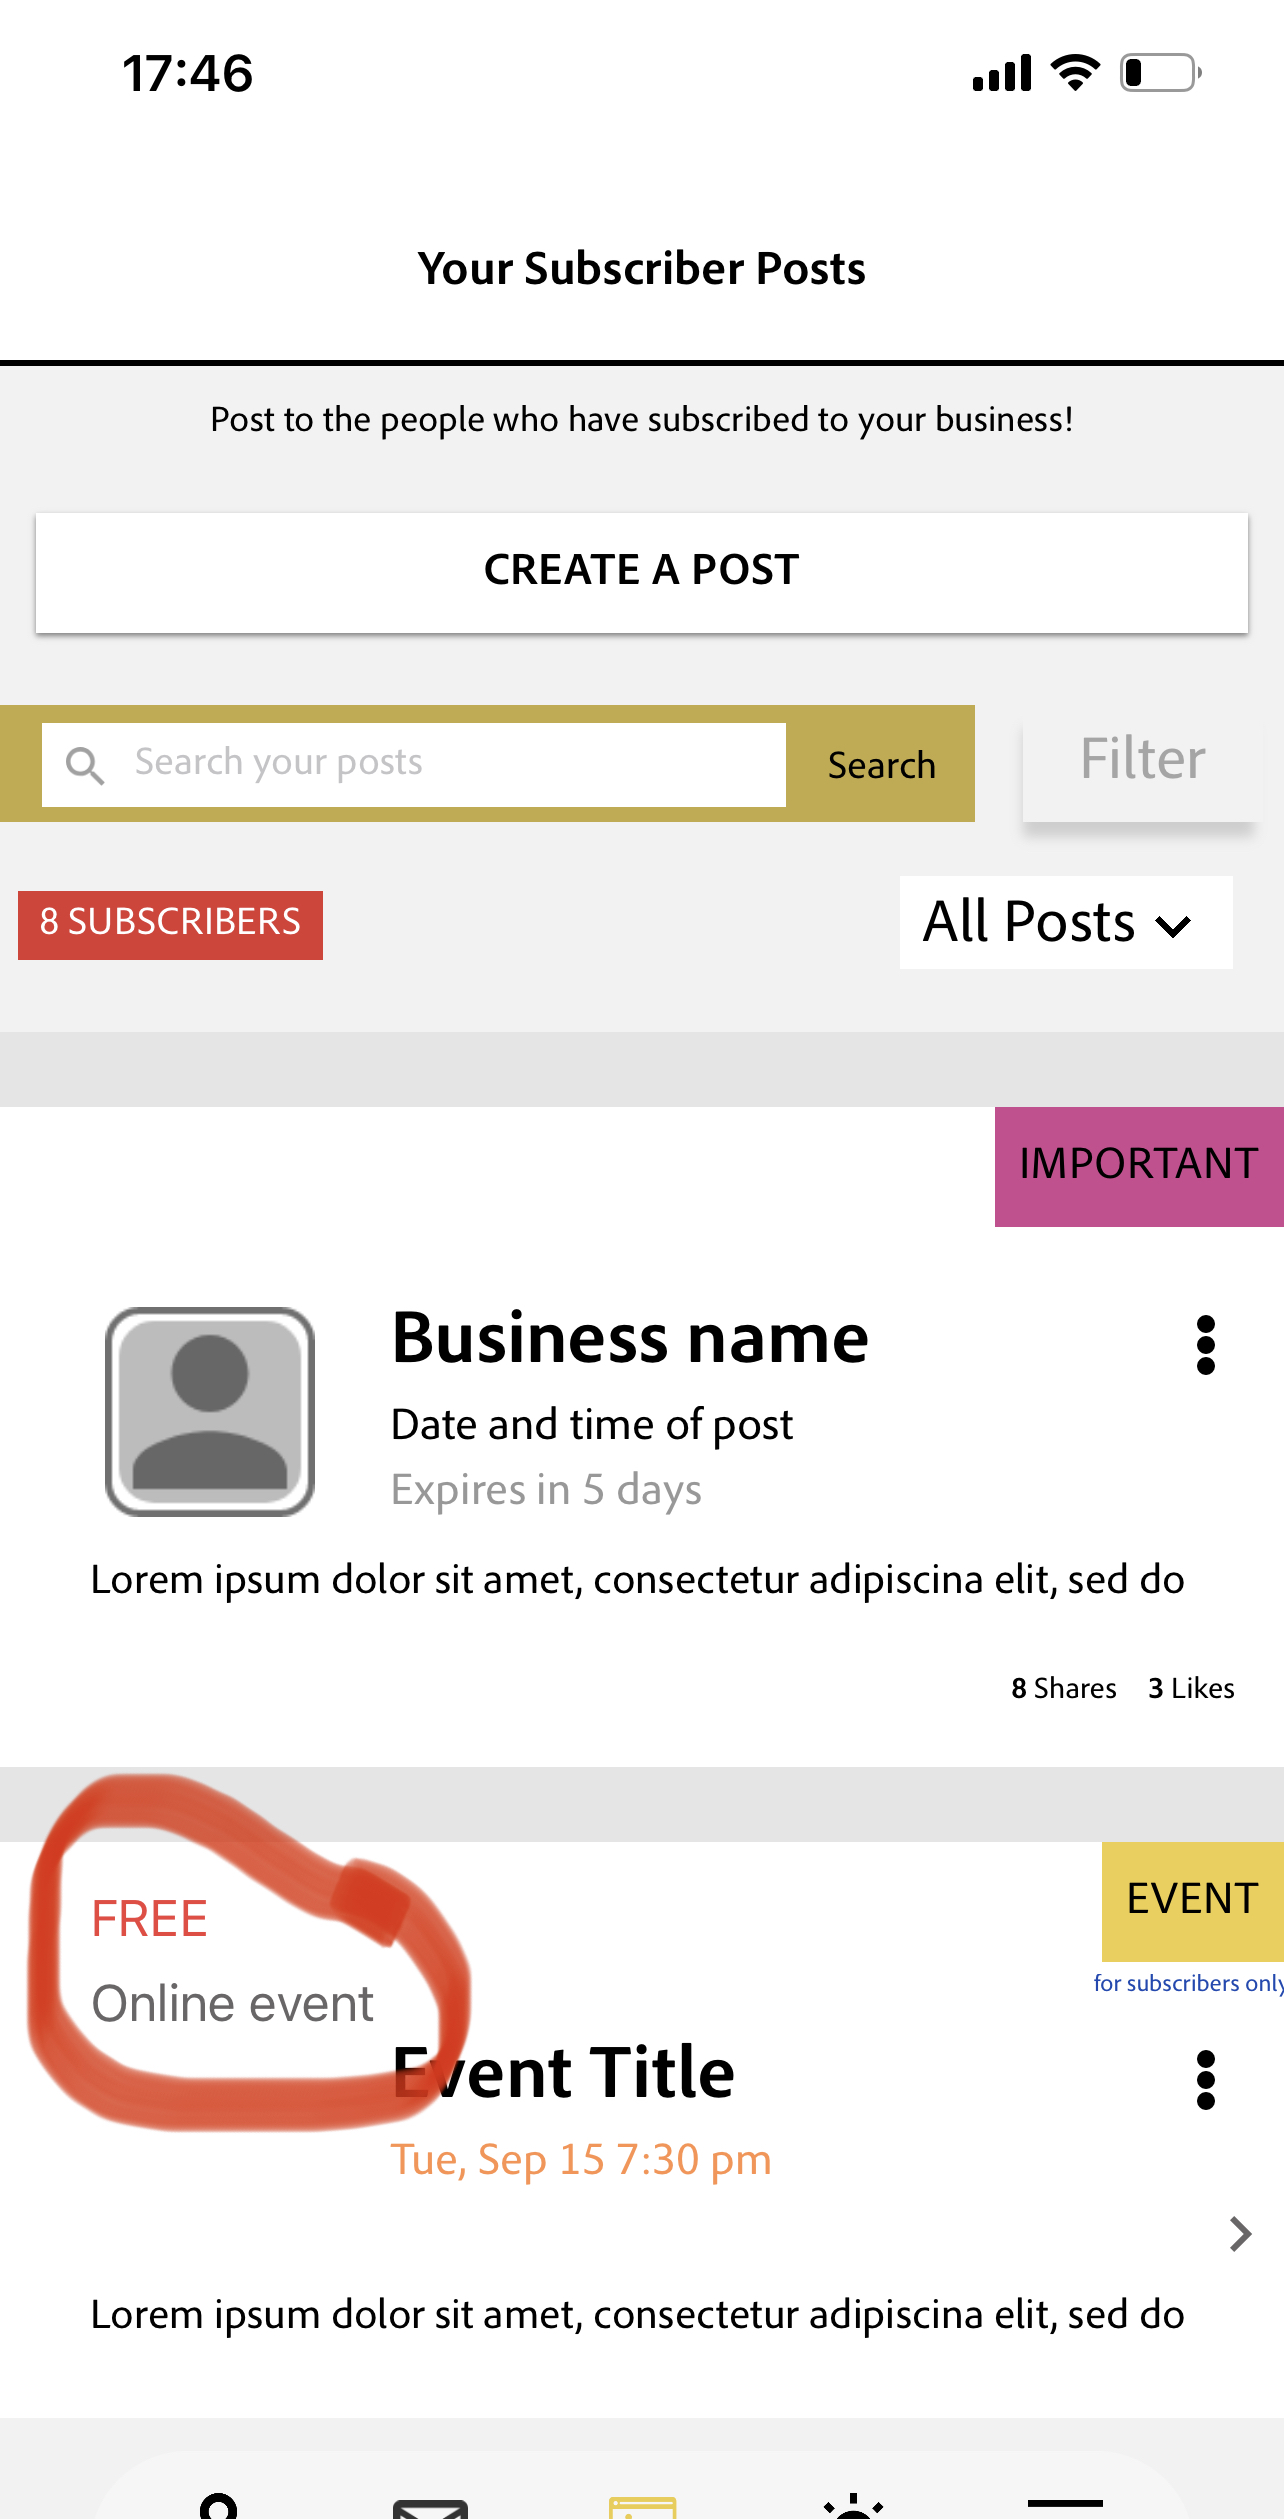 17:46
Your Subscriber Posts
Post to the people who have subscribed to your business!
CREATE A POST
Search your posts
Search
Filter
8 SUBSCRIBERS
All Posts
IMPORTANT
Business name
Date and time of post
Expires in 5 days
Lorem ipsum dolor sit amet, consectetur adipiscina elit, sed do
8 Shares 3 Likes
EVENT
FREE
for subscribers only
Online event
Event Title
Tue, Sep 15 7:30 pm
Lorem ipsum dolor sit amet, consectetur adipiscina elit, sed do